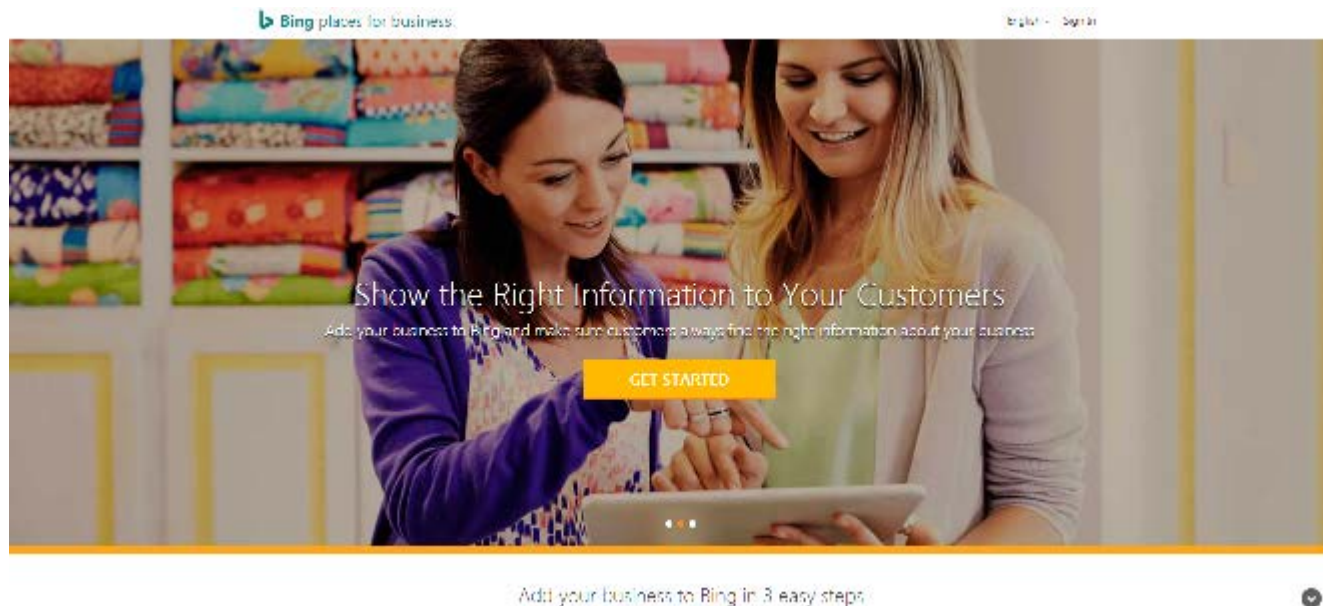 Bing places for business
English Sign In
Show the Right Information to Your Customers
Add your business to Bing and make sure customers always find the right information about your business
GET STARTED
Add your business to Bing in 3 easy steps